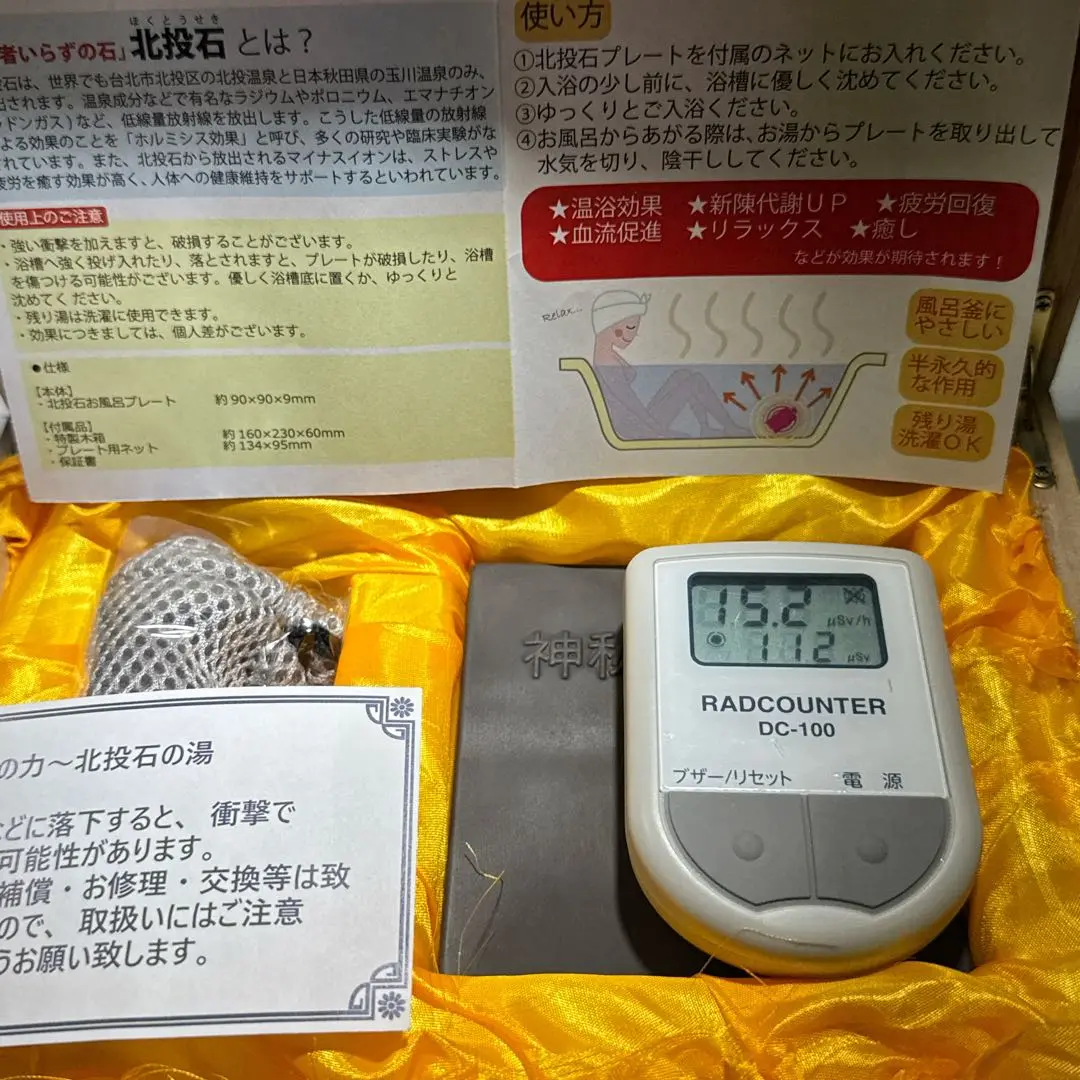 ほくとうせき
者いらずの石」北投石 とは？
石は、世界でも台北市北投区の北投温泉と日本秋田県の玉川温泉のみ、
出されます。温泉成分などで有名なラジウムやポロニウム、エマナチオン
ドンガス)など、低線量放射線を放出します。こうした低線量の放射線
よる効果のことを「ホルミシス効果」と呼び、多くの研究や臨床実験がな
れています。また、北投石から放出されるマイナスイオンは、ストレスや
疲労を癒す効果が高く、人体への健康維持をサポートするといわれています。
使用上のご注意
・強い衝撃を加えますと、破損することがございます。
・浴槽へ強く投げ入れたり、落とされますと、プレートが破損したり、浴槽
を傷つける可能性がございます。優しく浴槽底に置くか、ゆっくりと
沈めてください。
・残り湯は洗濯に使用できます。
・効果につきましては、個人差がございます。
●仕様
【本体】
・北投石お風呂プレート 約90×90×9mm
【付属品】
・特製木箱 約160×230×60mm
・プレート用ネット 約134×95mm
・保証書
使い方
①北投石プレートを付属のネットにお入れください。
②入浴の少し前に、浴槽に優しく沈めてください。
③ゆっくりとご入浴ください。
④お風呂からあがる際は、お湯からプレートを取り出して
水気を切り、陰干ししてください。
★温浴効果 ★新陳代謝ＵＰ ★疲労回復
★血流促進 ★リラックス ★癒し
などが効果が期待されます！
Relax...
風呂釜に
やさしい
半永久的
な作用
残り湯
洗濯ＯＫ
の力～北投石の湯
どに落下すると、衝撃で
可能性があります。
補償・お修理・交換等は致
ので、取扱いにはご注意
うお願い致します。
神秘
15.2 μSv/h
112 μSv
RADCOUNTER
DC-100
ブザー/リセット 電源